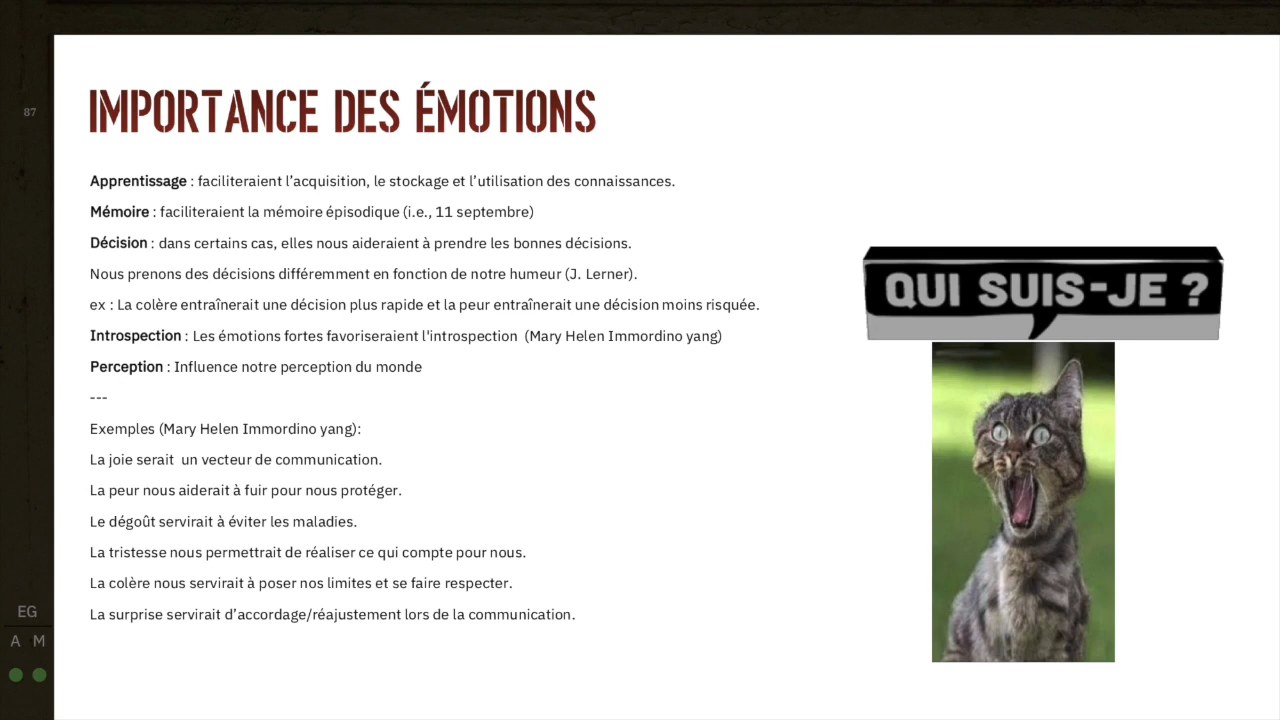 87
IMPORTANCE DES ÉMOTIONS
Apprentissage : faciliteraient l’acquisition, le stockage et l’utilisation des connaissances.
Mémoire : faciliteraient la mémoire épisodique (i.e., 11 septembre)
Décision : dans certains cas, elles nous aideraient à prendre les bonnes décisions.
Nous prenons des décisions différemment en fonction de notre humeur (J. Lerner).
ex : La colère entraînerait une décision plus rapide et la peur entraînerait une décision moins risquée.
Introspection : Les émotions fortes favoriseraient l'introspection (Mary Helen Immordino yang)
Perception : Influence notre perception du monde
---
Exemples (Mary Helen Immordino yang):
La joie serait un vecteur de communication.
La peur nous aiderait à fuir pour nous protéger.
Le dégoût servirait à éviter les maladies.
La tristesse nous permettrait de réaliser ce qui compte pour nous.
La colère nous servirait à poser nos limites et se faire respecter.
La surprise servirait d’accordage/réajustement lors de la communication.
QUI SUIS-JE ?
EG
A M